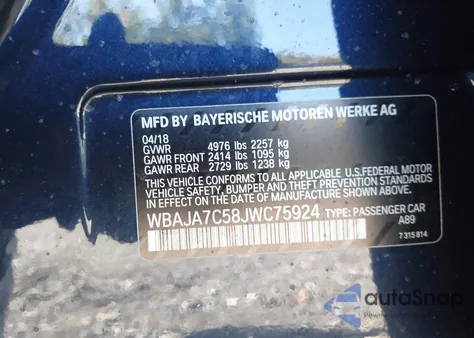 MFD BY BAYERISCHE MOTOREN WERKE AG
04/18
GVWR 4976 lbs 2257 kg
GAWR FRONT 2414 lbs 1095 kg
GAWR REAR 2729 lbs 1238 kg
THIS VEHICLE CONFORMS TO ALL APPLICABLE U.S.FEDERAL MOTOR
VEHICLE SAFETY, BUMPER, AND THEFT PREVENTION STANDARDS
IN EFFECT ON THE DATE OF MANUFACTURE SHOWN ABOVE.
WBAJA7C58JWC75924 TYPE: PASSENGER CAR
A89
7 315 814
autoSnap